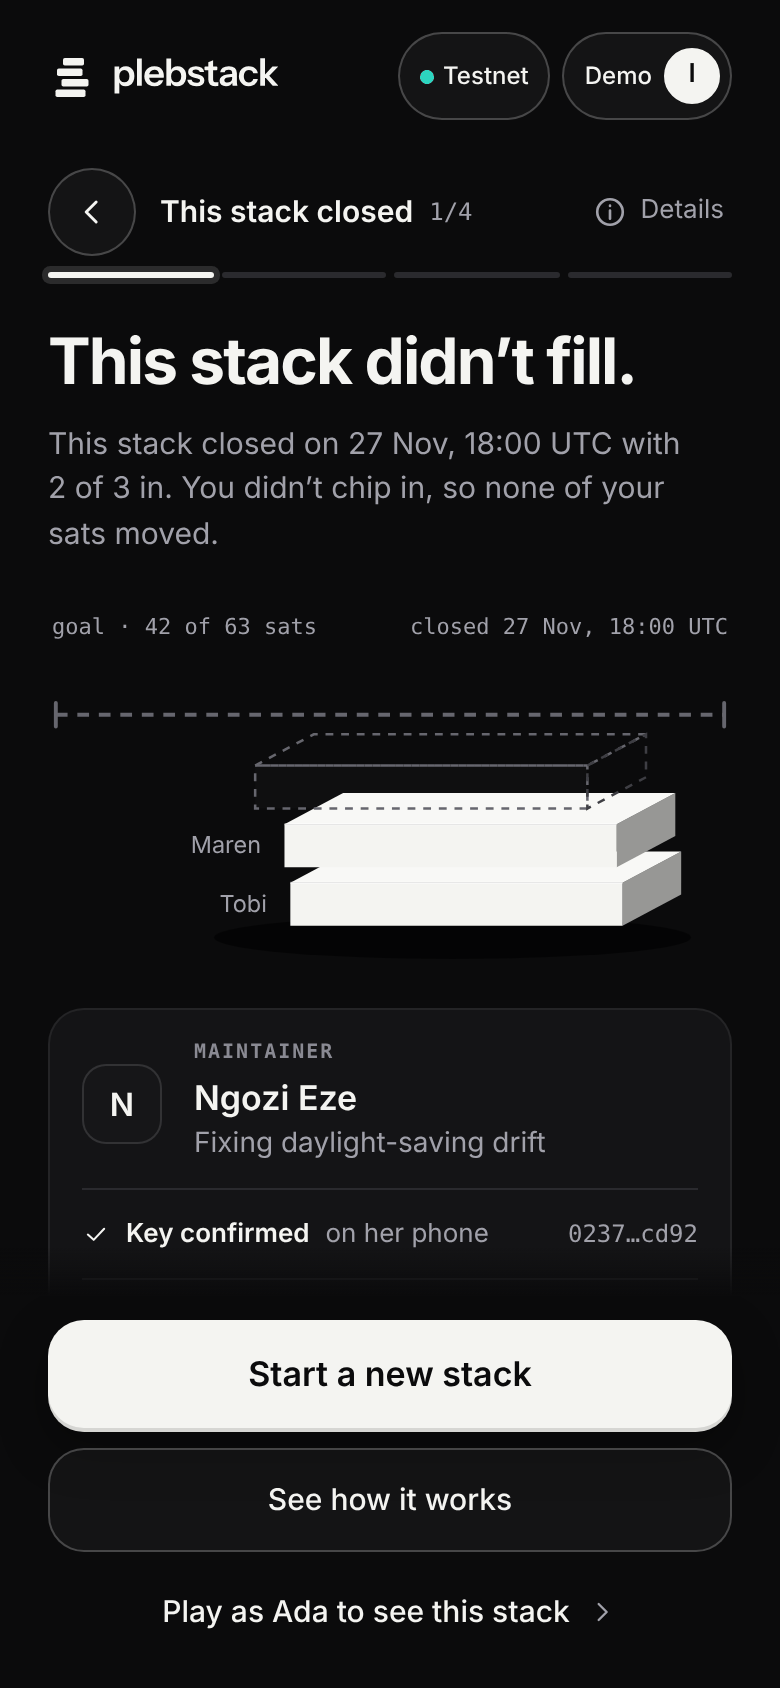 plebstack
Testnet
Demo I
This stack closed 1/4
Details
This stack didn’t fill.
This stack closed on 27 Nov, 18:00 UTC with
2 of 3 in. You didn’t chip in, so none of your
sats moved.
goal · 42 of 63 sats
closed 27 Nov, 18:00 UTC
Maren
Tobi
MAINTAINER
N
Ngozi Eze
Fixing daylight-saving drift
Key confirmed on her phone 0237…cd92
Start a new stack
See how it works
Play as Ada to see this stack